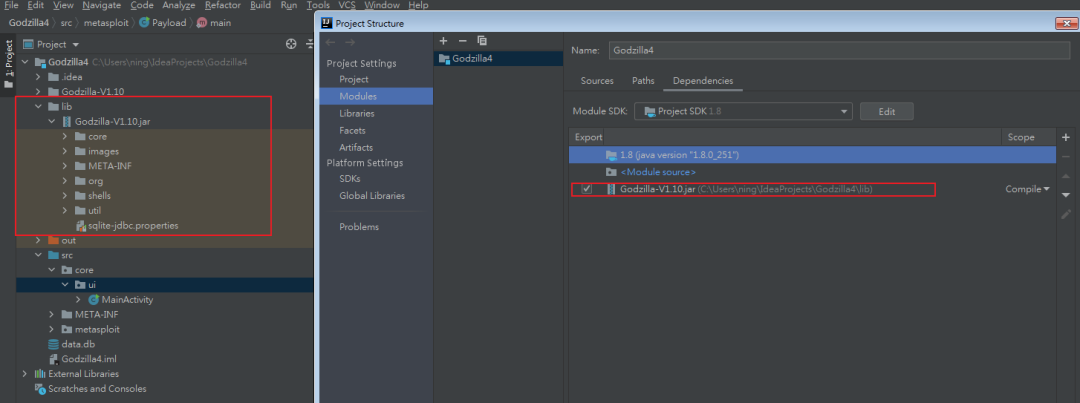 File Edit View Navigate Code Analyze Refactor Build Run Tools VCS Window Help
Godzilla4 src metasploit Payload main
Project
1: Project
Godzilla4 C:\Users\ning\IdeaProjects\Godzilla4
.idea
Godzilla-V1.10
lib
Godzilla-V1.10.jar
core
images
META-INF
org
shells
util
sqlite-jdbc.properties
out
src
core
ui
MainActivity
META-INF
metasploit
data.db
Godzilla4.iml
External Libraries
Scratches and Consoles
Project Structure
Project Settings
Project
Modules
Libraries
Facets
Artifacts
Platform Settings
SDKs
Global Libraries
Problems
Godzilla4
Name: Godzilla4
Sources Paths Dependencies
Module SDK: Project SDK 1.8 Edit
Export Scope
1.8 (java version "1.8.0_251")
<Module source>
Godzilla-V1.10.jar (C:\Users\ning\IdeaProjects\Godzilla4\lib) Compile